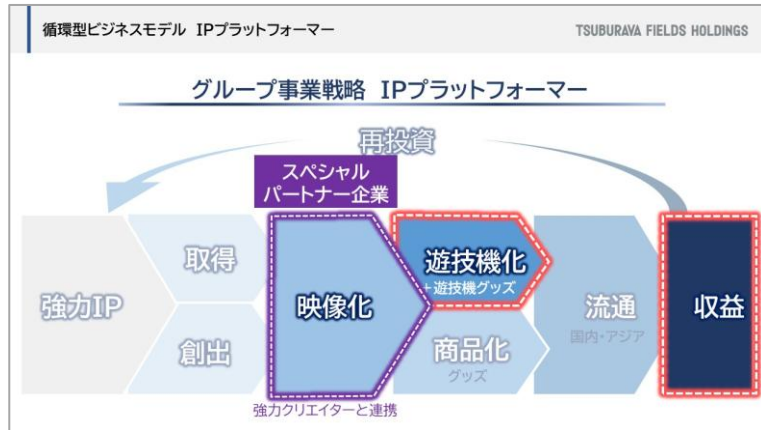 循環型ビジネスモデル IPプラットフォーマー
TSUBURAYA FIELDS HOLDINGS
グループ事業戦略 IPプラットフォーマー
再投資
スペシャル
パートナー企業
強力IP
取得
創出
映像化
強力クリエイターと連携
遊技機化
+遊技機グッズ
商品化
グッズ
流通
国内・アジア
収益